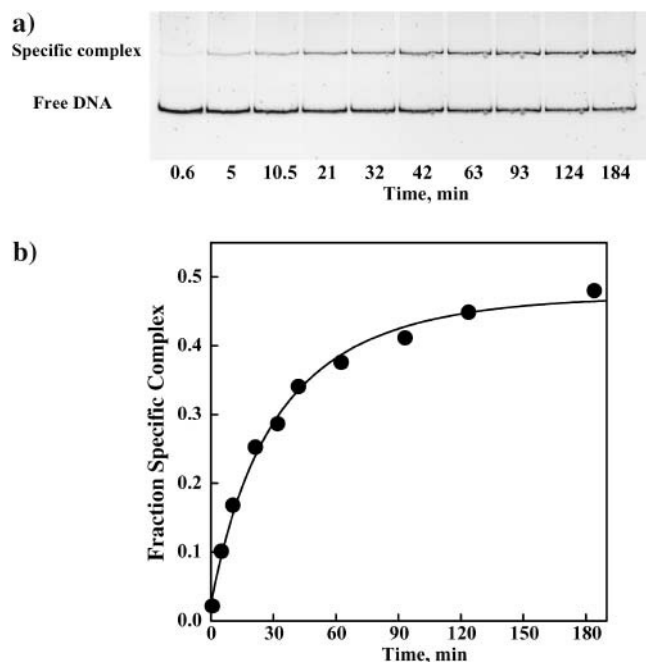 a)
Specific complex
Free DNA
0.6 5 10.5 21 32 42 63 93 124 184
Time, min
b)
Fraction Specific Complex
0.5
0.4
0.3
0.2
0.1
0.0
0 30 60 90 120 150 180
Time, min